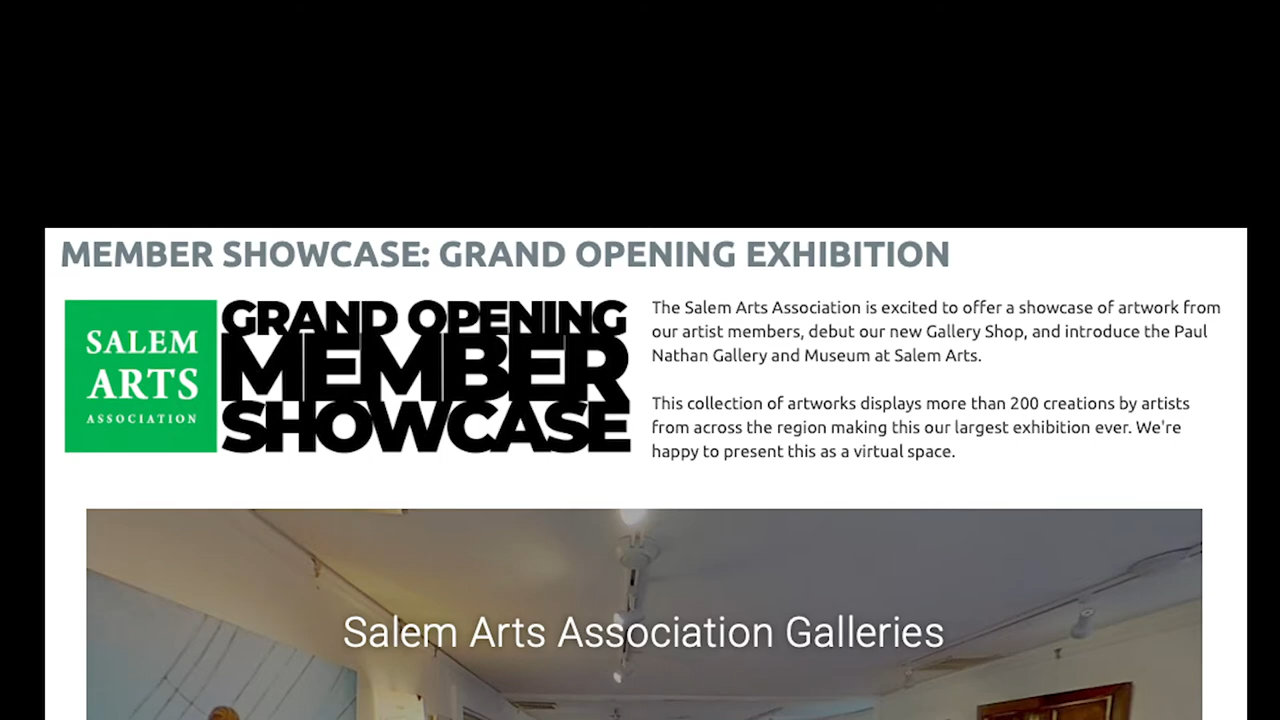 MEMBER SHOWCASE: GRAND OPENING EXHIBITION
SALEM
ARTS
ASSOCIATION
GRAND OPENING
MEMBER
SHOWCASE
The Salem Arts Association is excited to offer a showcase of artwork from
our artist members, debut our new Gallery Shop, and introduce the Paul
Nathan Gallery and Museum at Salem Arts.
This collection of artworks displays more than 200 creations by artists
from across the region making this our largest exhibition ever. We're
happy to present this as a virtual space.
Salem Arts Association Galleries